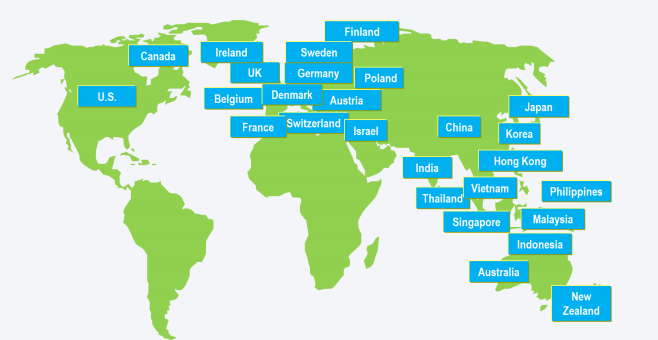 Finland
Canada
Ireland
Sweden
UK
Germany
Poland
U.S.
Belgium
Denmark
Austria
Japan
France
Switzerland
Israel
China
Korea
Hong Kong
India
Vietnam
Philippines
Thailand
Singapore
Malaysia
Indonesia
Australia
New
Zealand